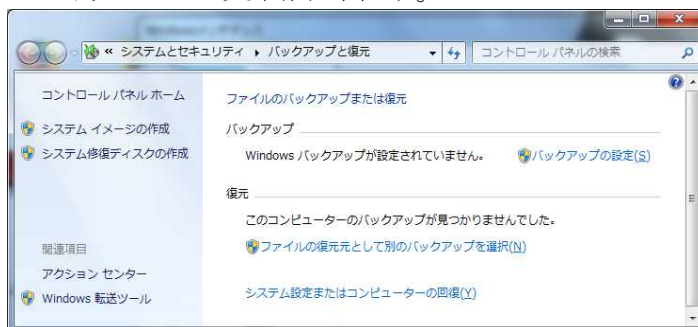 « システムとセキュリティ ▸ バックアップと復元
コントロール パネルの検索
コントロール パネル ホーム
システム イメージの作成
システム修復ディスクの作成
ファイルのバックアップまたは復元
バックアップ
Windows バックアップが設定されていません。 バックアップの設定(S)
復元
このコンピューターのバックアップが見つかりませんでした。
ファイルの復元元として別のバックアップを選択(N)
システム設定またはコンピューターの回復(Y)
関連項目
アクション センター
Windows 転送ツール